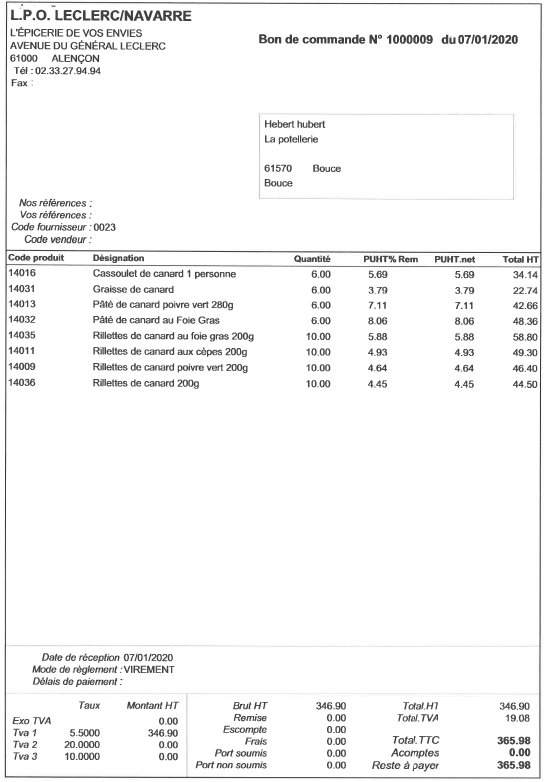 L.P.O. LECLERC/NAVARRE
L'ÉPICERIE DE VOS ENVIES
AVENUE DU GÉNÉRAL LECLERC
61000 ALENÇON
Tél : 02.33.27.94.94
Fax :
Bon de commande N° 1000009 du 07/01/2020
Hebert hubert
La potellerie
61570 Bouce
Bouce
Nos références :
Vos références :
Code fournisseur : 0023
Code vendeur :
Code produit Désignation Quantité PUHT% Rem PUHT.net Total HT
14016 Cassoulet de canard 1 personne 6.00 5.69 5.69 34.14
14031 Graisse de canard 6.00 3.79 3.79 22.74
14013 Pâté de canard poivre vert 280g 6.00 7.11 7.11 42.66
14032 Pâté de canard au Foie Gras 6.00 8.06 8.06 48.36
14035 Rillettes de canard au foie gras 200g 10.00 5.88 5.88 58.80
14011 Rillettes de canard aux cèpes 200g 10.00 4.93 4.93 49.30
14009 Rillettes de canard poivre vert 200g 10.00 4.64 4.64 46.40
14036 Rillettes de canard 200g 10.00 4.45 4.45 44.50
Date de réception 07/01/2020
Mode de règlement : VIREMENT
Délais de paiement :
Taux Montant HT
Exo TVA 0.00
Tva 1 5.5000 346.90
Tva 2 20.0000 0.00
Tva 3 10.0000 0.00
Brut HT 346.90
Remise 0.00
Escompte 0.00
Frais 0.00
Port soumis 0.00
Port non soumis 0.00
Total.HT 346.90
Total.TVA 19.08
Total.TTC 365.98
Acomptes 0.00
Reste à payer 365.98